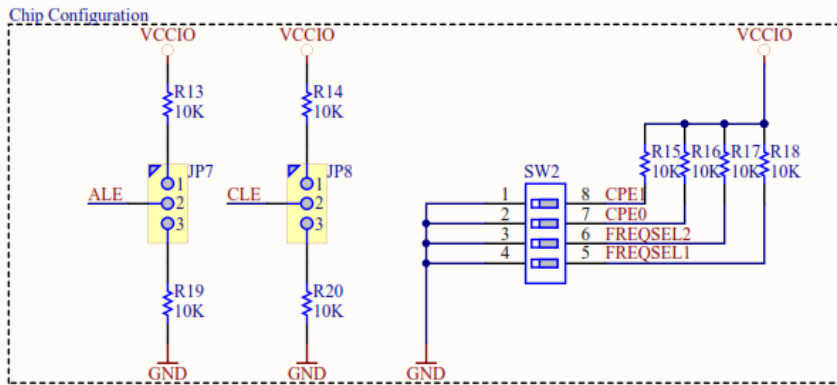 Chip Configuration
VCCIO VCCIO VCCIO
R13 R14
10K 10K
R15 R16 R17 R18
10K 10K 10K 10K
JP7 JP8 SW2
1 1
ALE 2 CLE 2
3 3
1 8 CPE1
2 7 CPE0
3 6 FREQSEL2
4 5 FREQSEL1
R19 R20
10K 10K
GND GND GND